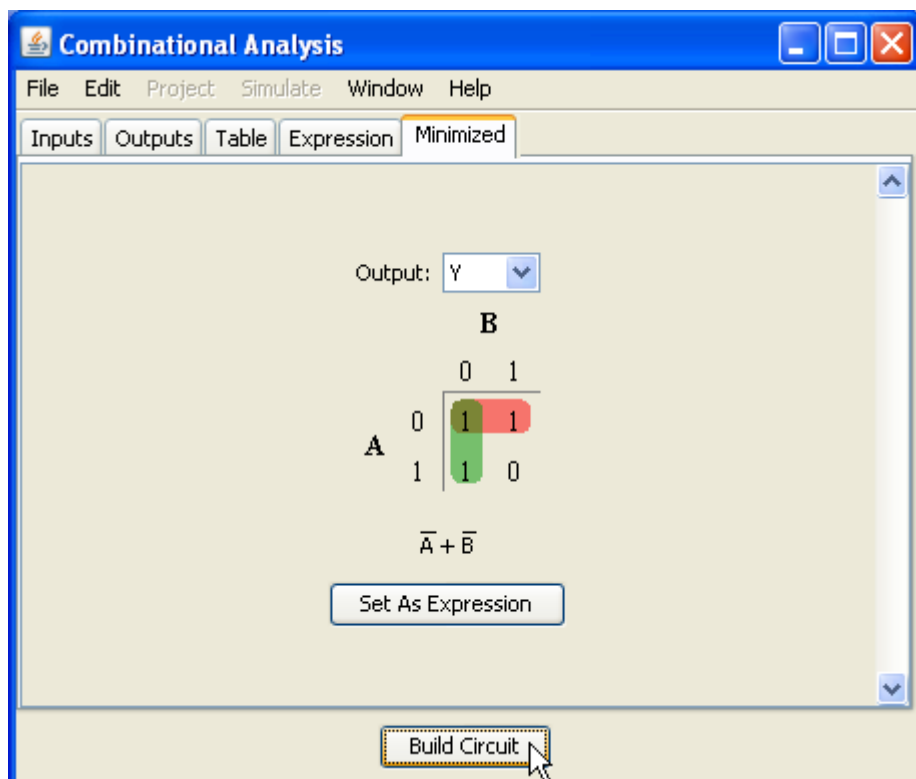 Combinational Analysis
File Edit Project Simulate Window Help
Inputs Outputs Table Expression Minimized
Output: Y
B
0 1
0 1 1
A
1 1 0
A̅ + B̅
Set As Expression
Build Circuit